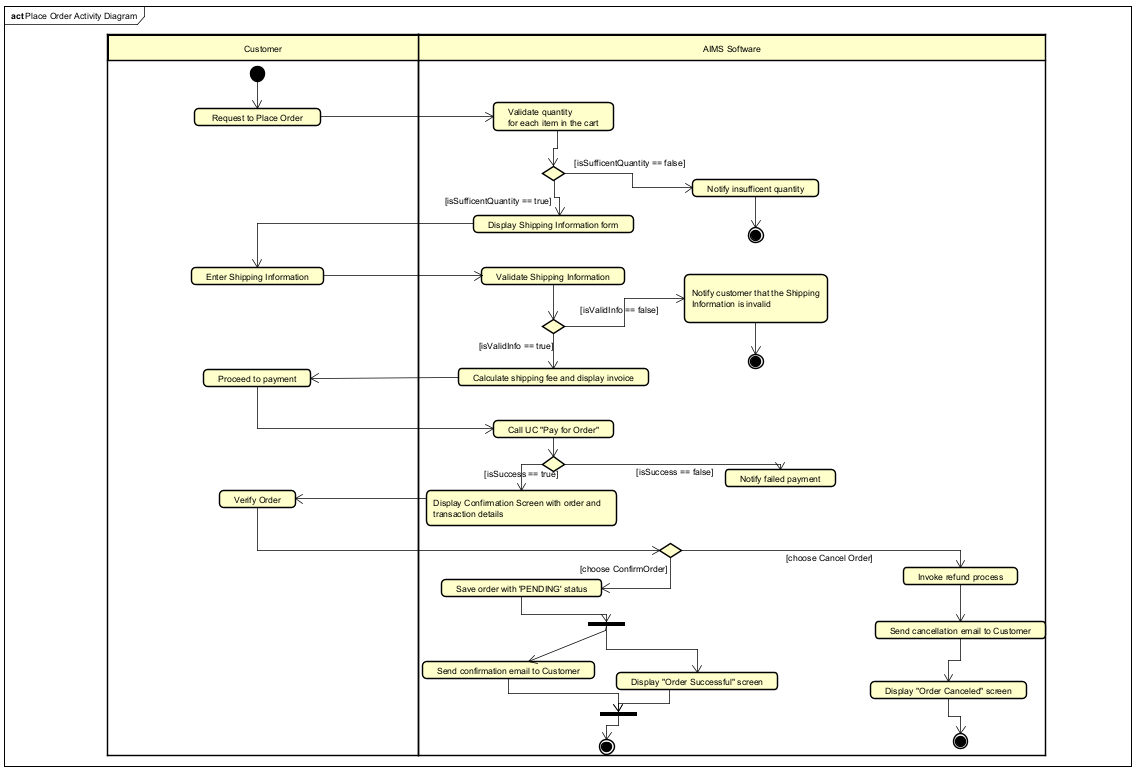 act Place Order Activity Diagram
Customer
AIMS Software
Request to Place Order
Validate quantity
for each item in the cart
[isSufficentQuantity == false]
Notify insufficent quantity
[isSufficentQuantity == true]
Display Shipping Information form
Enter Shipping Information
Validate Shipping Information
Notify customer that the Shipping
Information is invalid
[isValidInfo == false]
[isValidInfo == true]
Proceed to payment
Calculate shipping fee and display invoice
Call UC "Pay for Order"
[isSuccess == true]
[isSuccess == false]
Notify failed payment
Verify Order
Display Confirmation Screen with order and
transaction details
[choose Cancel Order]
[choose ConfirmOrder]
Invoke refund process
Save order with 'PENDING' status
Send cancellation email to Customer
Send confirmation email to Customer
Display "Order Successful" screen
Display "Order Canceled" screen